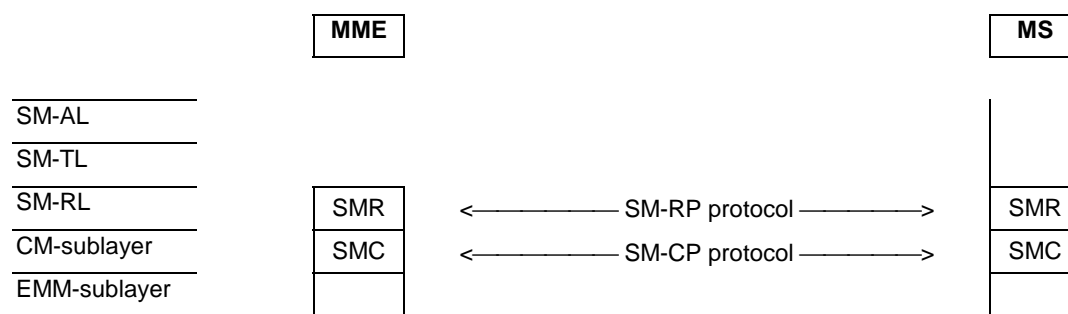 MME MS
SM-AL
SM-TL
SM-RL SMR <—————— SM-RP protocol ——————> SMR
CM-sublayer SMC <—————— SM-CP protocol ——————> SMC
EMM-sublayer